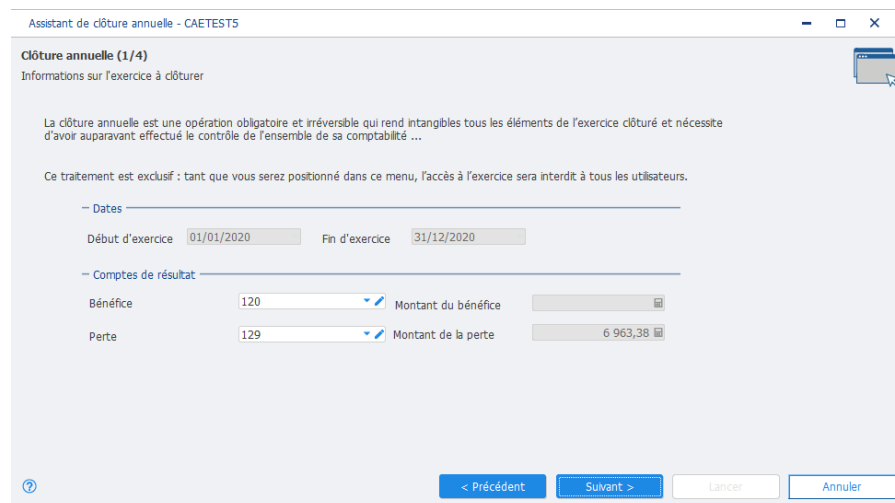 Assistant de clôture annuelle - CAETEST5
Clôture annuelle (1/4)
Informations sur l'exercice à clôturer
La clôture annuelle est une opération obligatoire et irréversible qui rend intangibles tous les éléments de l'exercice clôturé et nécessite
d'avoir auparavant effectué le contrôle de l'ensemble de sa comptabilité ...
Ce traitement est exclusif : tant que vous serez positionné dans ce menu, l'accès à l'exercice sera interdit à tous les utilisateurs.
Dates
Début d'exercice 01/01/2020 Fin d'exercice 31/12/2020
Comptes de résultat
Bénéfice 120 Montant du bénéfice
Perte 129 Montant de la perte 6 963,38
? < Précédent Suivant > Lancer Annuler